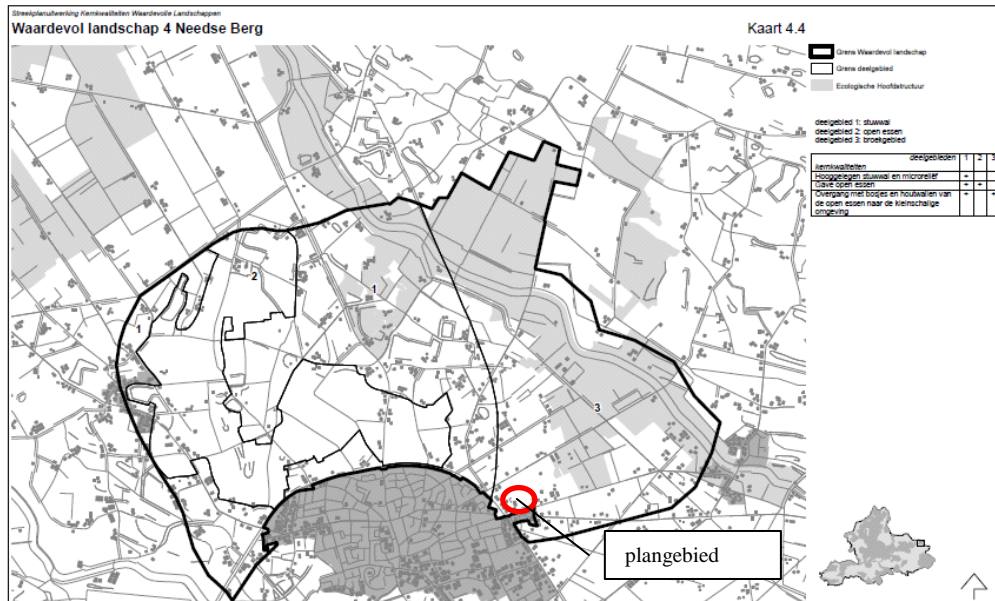 Streekplanuitwerking Kernkwaliteiten Waardevolle Landschappen
Waardevol landschap 4 Needse Berg
Kaart 4.4
Grens Waardevol landschap
Grens deelgebied
Ecologische Hoofdstructuur
deelgebied 1: stuwwal
deelgebied 2: open essen
deelgebied 3: broekgebied
deelgebieden 1 2 3
kernkwaliteiten
Hooggelegen stuwwal en microreliëf +
Gave open essen + +
Overgang met bosjes en houtwallen van + +
de open essen naar de kleinschalige
omgeving
2
1
1
3
plangebied